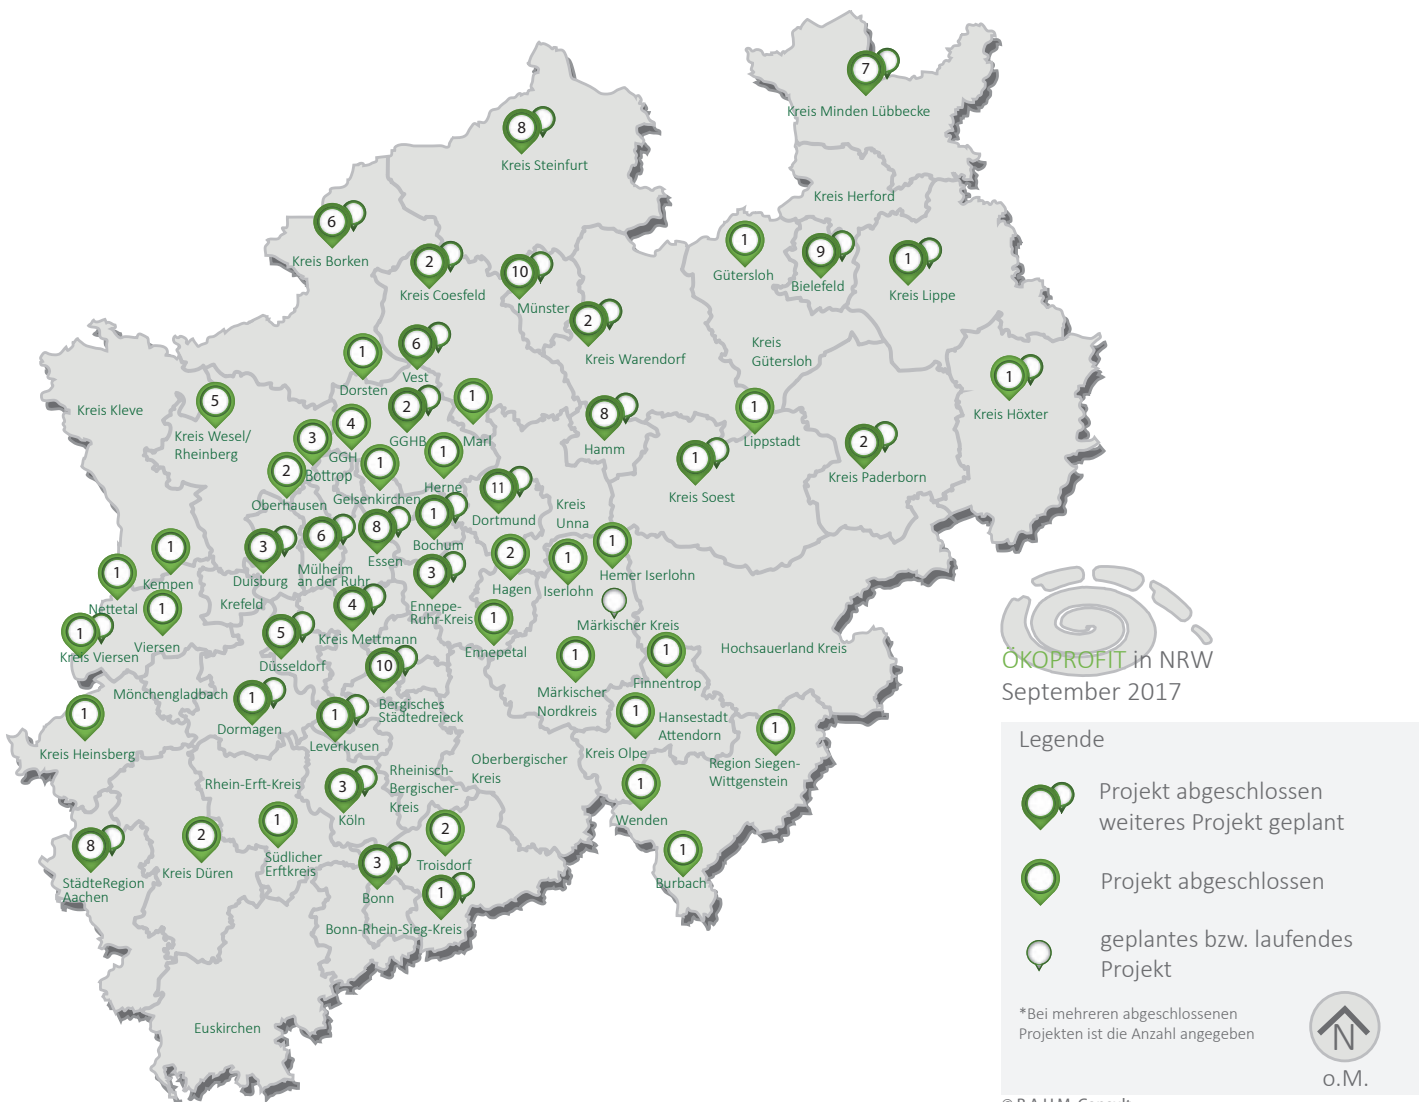 7
Kreis Minden Lübbecke
8
Kreis Steinfurt
Kreis Herford
6
Kreis Borken
2
Kreis Coesfeld
10
Münster
1
Gütersloh
9
Bielefeld
1
Kreis Lippe
2
Kreis Warendorf
Kreis
Gütersloh
1
Dorsten
6
Vest
1
Kreis Höxter
Kreis Kleve
5
Kreis Wesel/
Rheinberg
3
Bottrop
4
GGH
2
GGHB
1
Marl
8
Hamm
1
Lippstadt
2
Kreis Paderborn
1
Kreis Soest
2
Oberhausen
1
Gelsenkirchen
1
Herne
11
Dortmund
Kreis
Unna
3
Duisburg
6
Mülheim
an der Ruhr
8
Essen
1
Bochum
2
Hagen
1
Iserlohn
1
Hemer Iserlohn
1
Kempen
1
Nettetal
1
Viersen
1
Kreis Viersen
Krefeld
4
Kreis Mettmann
3
Ennepe-
Ruhr-Kreis
1
Ennepetal
Märkischer Kreis
Hochsauerland Kreis
5
Düsseldorf
10
Bergisches
Städtedreieck
1
Märkischer
Nordkreis
1
Finnentrop
Mönchengladbach
1
Dormagen
1
Leverkusen
1
Kreis Heinsberg
1
Hansestadt
Attendorn
Kreis Olpe
1
Region Siegen-
Wittgenstein
Rhein-Erft-Kreis
3
Köln
Rheinisch-
Bergischer-
Kreis
Oberbergischer
Kreis
1
Wenden
8
StädteRegion
Aachen
2
Kreis Düren
1
Südlicher
Erftkreis
2
Troisdorf
3
Bonn
1
Bonn-Rhein-Sieg-Kreis
1
Burbach
Euskirchen
ÖKOPROFIT in NRW
September 2017
Legende
Projekt abgeschlossen
weiteres Projekt geplant
Projekt abgeschlossen
geplantes bzw. laufendes
Projekt
*Bei mehreren abgeschlossenen
Projekten ist die Anzahl angegeben
N
o.M.
© B.A.U.M. Consult